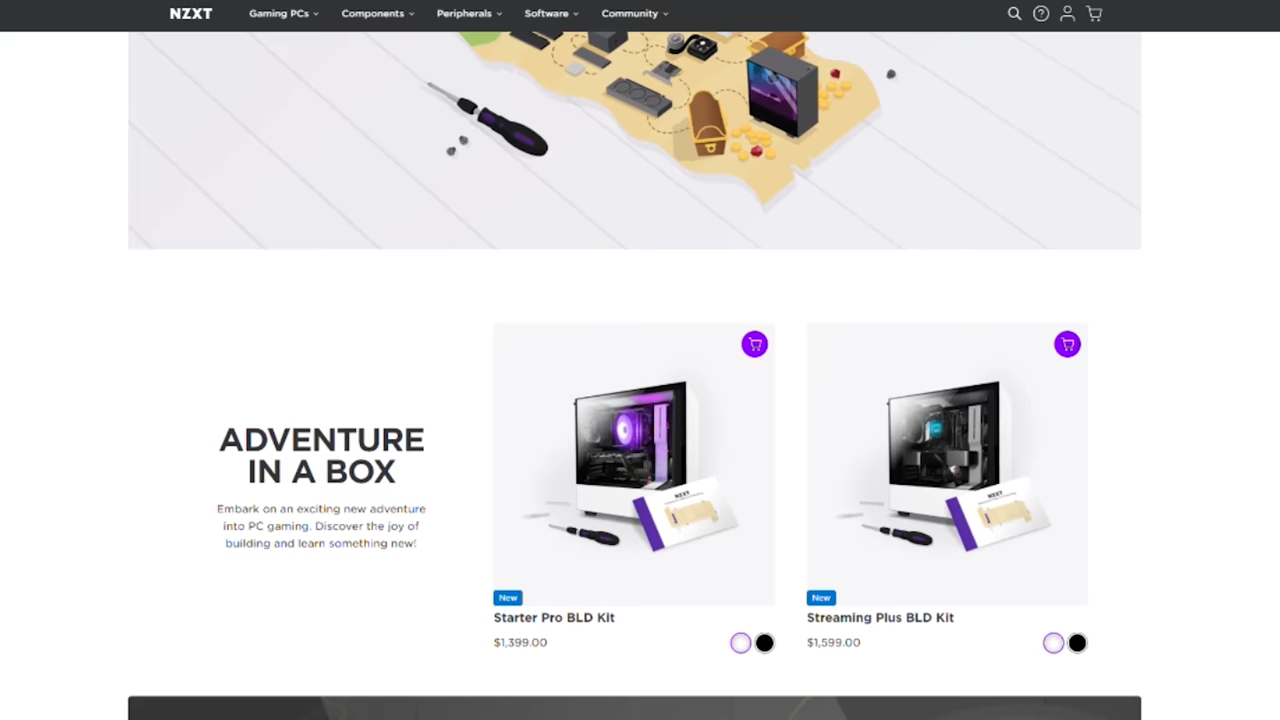 NZXT
Gaming PCs
Components
Peripherals
Software
Community
ADVENTURE
IN A BOX
Embark on an exciting new adventure
into PC gaming. Discover the joy of
building and learn something new!
NZXT
New
Starter Pro BLD Kit
$1,399.00
NZXT
New
Streaming Plus BLD Kit
$1,599.00